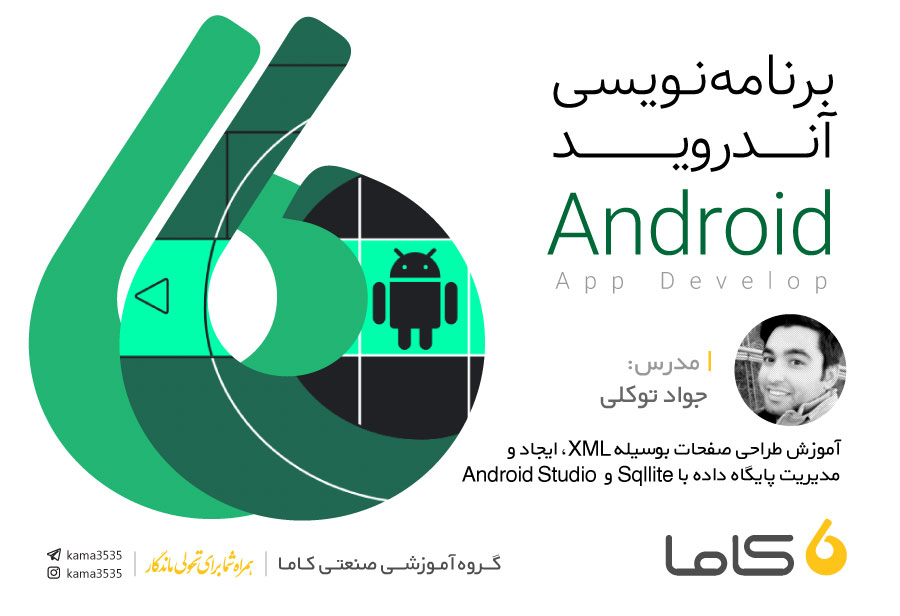 برنامه‌نویسی
آندرویـد
Android
App Develop
مدرس:
جواد توکلی
آموزش طراحی صفحات بوسیله XML، ایجاد و
مدیریت پایگاه داده با Sqllite و Android Studio
کاما
گروه آموزشی صنعتی کاما
همراه شما برای تحولی ماندگار
kama3535
kama3535